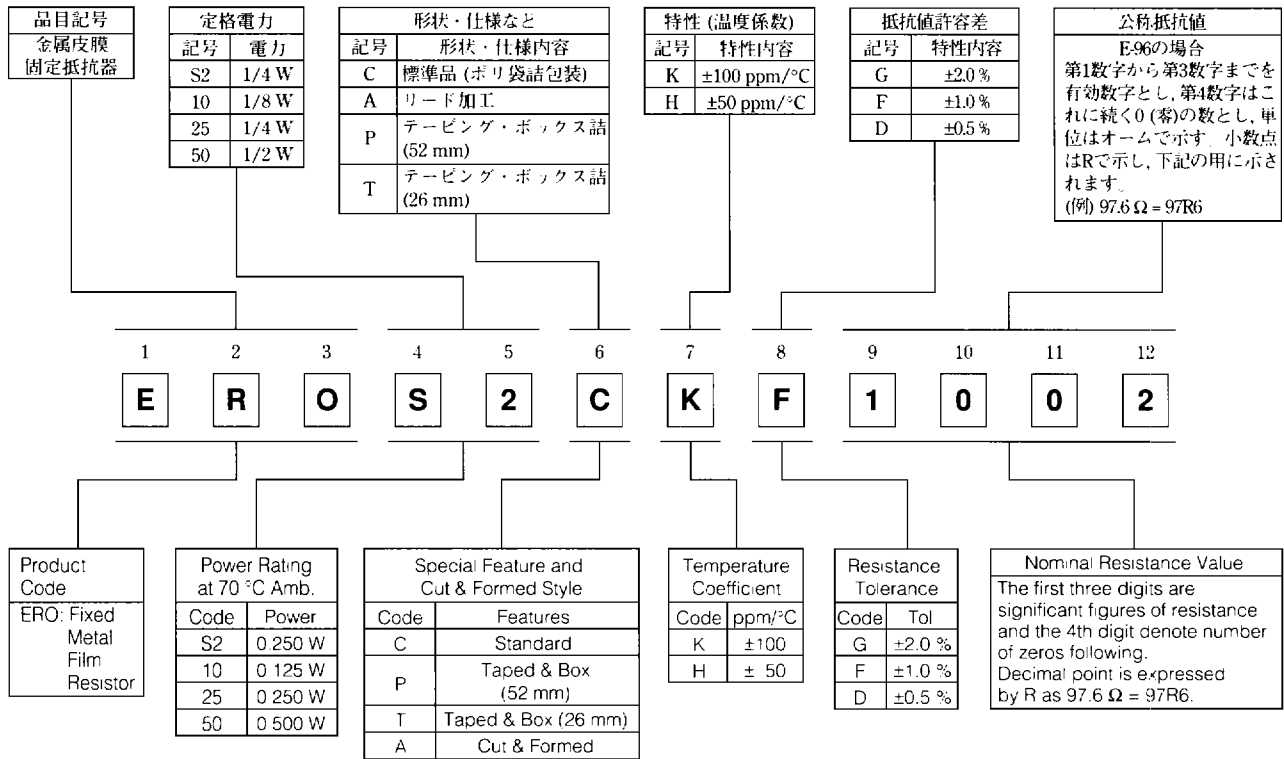 品目記号
金属皮膜
固定抵抗器
定格電力
記号 電力
S2 1/4 W
10 1/8 W
25 1/4 W
50 1/2 W
形状・仕様など
記号 形状・仕様内容
C 標準品 (ポリ袋詰包装)
A リード加工
P テーピング・ボックス詰
(52 mm)
T テーピング・ボックス詰
(26 mm)
特性 (温度係数)
記号 特性内容
K ±100 ppm/°C
H ±50 ppm/°C
抵抗値許容差
記号 特性内容
G ±2.0 %
F ±1.0 %
D ±0.5 %
公称抵抗値
E-96の場合
第1数字から第3数字までを
有効数字とし, 第4数字はこ
れに続く0 (零)の数とし, 単
位はオームで示す. 小数点
はRで示し, 下記の用に示さ
れます。
(例) 97.6 Ω = 97R6
1 2 3 4 5 6 7 8 9 10 11 12
E R O S 2 C K F 1 0 0 2
Product
Code
ERO: Fixed
Metal
Film
Resistor
Power Rating
at 70 °C Amb.
Code Power
S2 0.250 W
10 0 125 W
25 0 250 W
50 0 500 W
Special Feature and
Cut & Formed Style
Code Features
C Standard
P Taped & Box
(52 mm)
T Taped & Box (26 mm)
A Cut & Formed
Temperature
Coefficient
Code ppm/°C
K ±100
H ± 50
Resistance
Tolerance
Code Tol
G ±2.0 %
F ±1.0 %
D ±0.5 %
Nominal Resistance Value
The first three digits are
significant figures of resistance
and the 4th digit denote number
of zeros following.
Decimal point is expressed
by R as 97.6 Ω = 97R6.